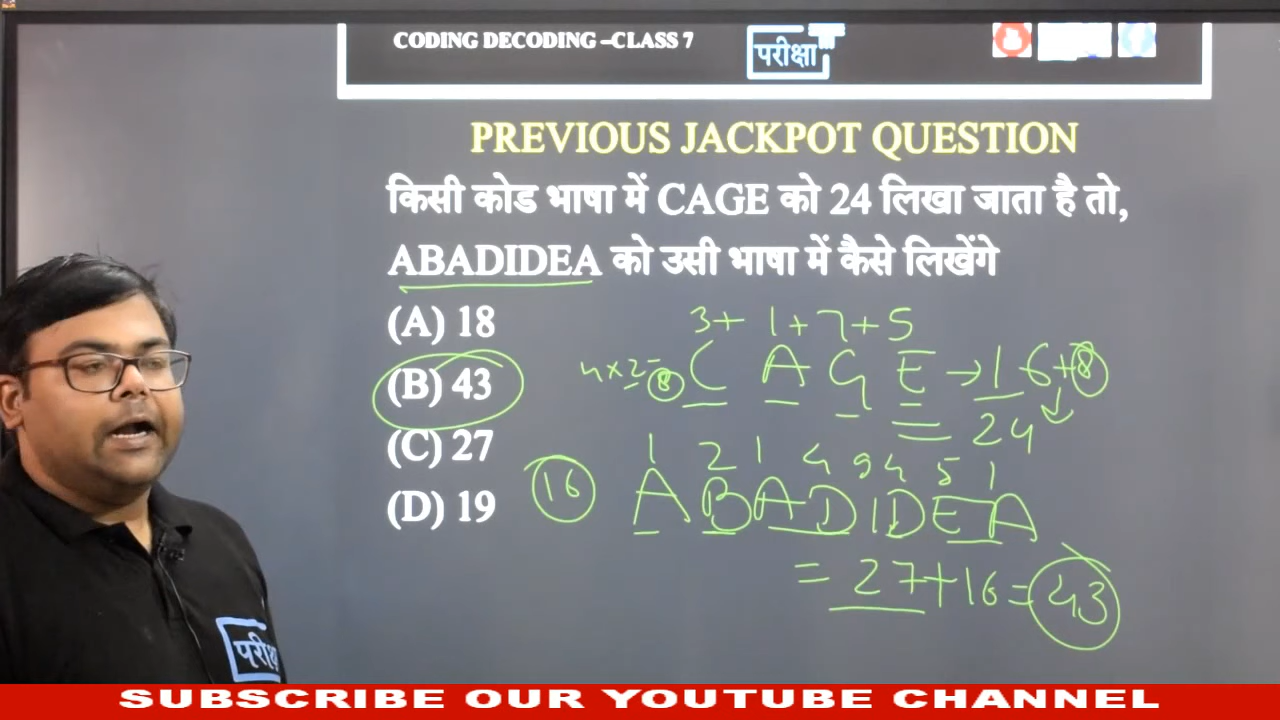 CODING DECODING –CLASS 7
परीक्षा
PREVIOUS JACKPOT QUESTION
किसी कोड भाषा में CAGE को 24 लिखा जाता है तो,
ABADIDEA को उसी भाषा में कैसे लिखेंगे
(A) 18
(B) 43
(C) 27
(D) 19
3+ 1+7+5
4×2=8 C A G E → 16+8
24
1 2 1 4 9 4 5 1
16 A B A D I D E A
= 27+16=43
परीक्षा
SUBSCRIBE OUR YOUTUBE CHANNEL